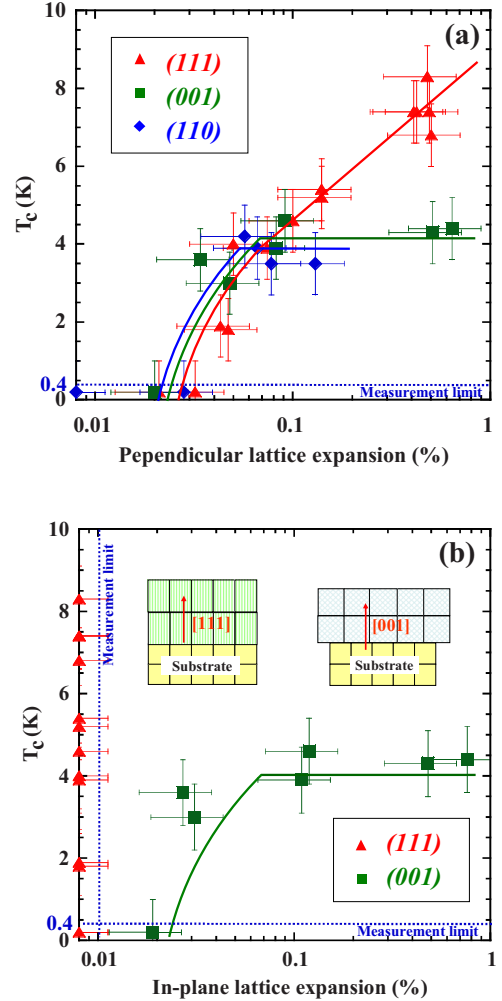 (a)
(111)
(001)
(110)
10
8
6
4
2
0.4
0
Tc (K)
Measurement limit
0.01
0.1
1
Pependicular lattice expansion (%)
(b)
Measurement limit
[111]
Substrate
[001]
Substrate
10
8
6
4
2
0.4
0
Tc (K)
(111)
(001)
Measurement limit
0.01
0.1
1
In-plane lattice expansion (%)